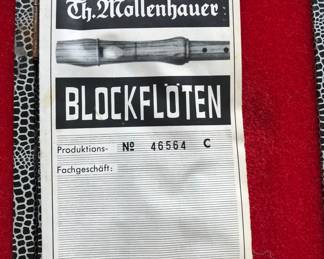 Th. Mollenhauer
BLOCKFLÖTEN
Produktions- Nº 46564 C
Fachgeschäft: